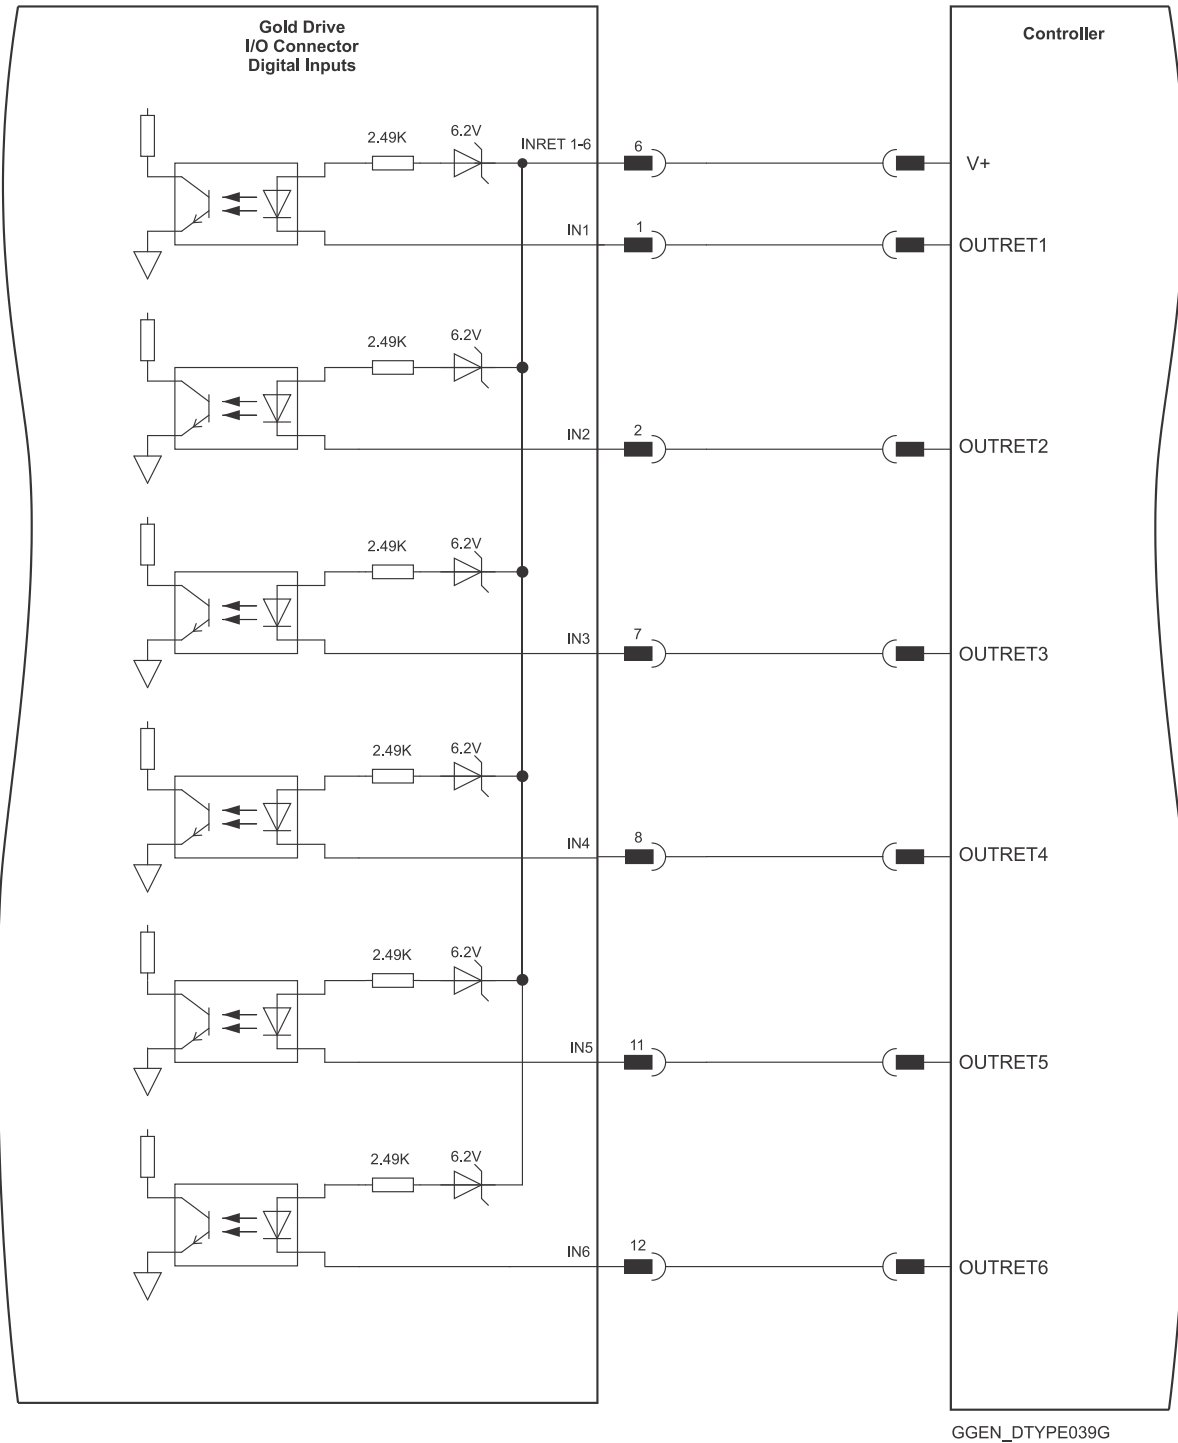 Gold Drive
I/O Connector
Digital Inputs
Controller
2.49K
6.2V
INRET 1-6
6
V+
IN1
1
OUTRET1
2.49K
6.2V
IN2
2
OUTRET2
2.49K
6.2V
IN3
7
OUTRET3
2.49K
6.2V
IN4
8
OUTRET4
2.49K
6.2V
IN5
11
OUTRET5
2.49K
6.2V
IN6
12
OUTRET6
GGEN_DTYPE039G